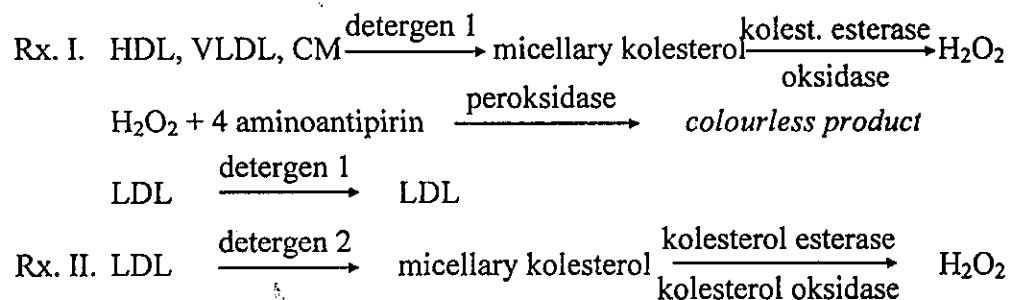 detergen 1 kolest. esterase
Rx. I. HDL, VLDL, CM → micellary kolesterol → H₂O₂
oksidase
peroksidase
H₂O₂ + 4 aminoantipirin → colourless product
detergen 1
LDL → LDL
detergen 2 kolesterol esterase
Rx. II. LDL → micellary kolesterol → H₂O₂
kolesterol oksidase